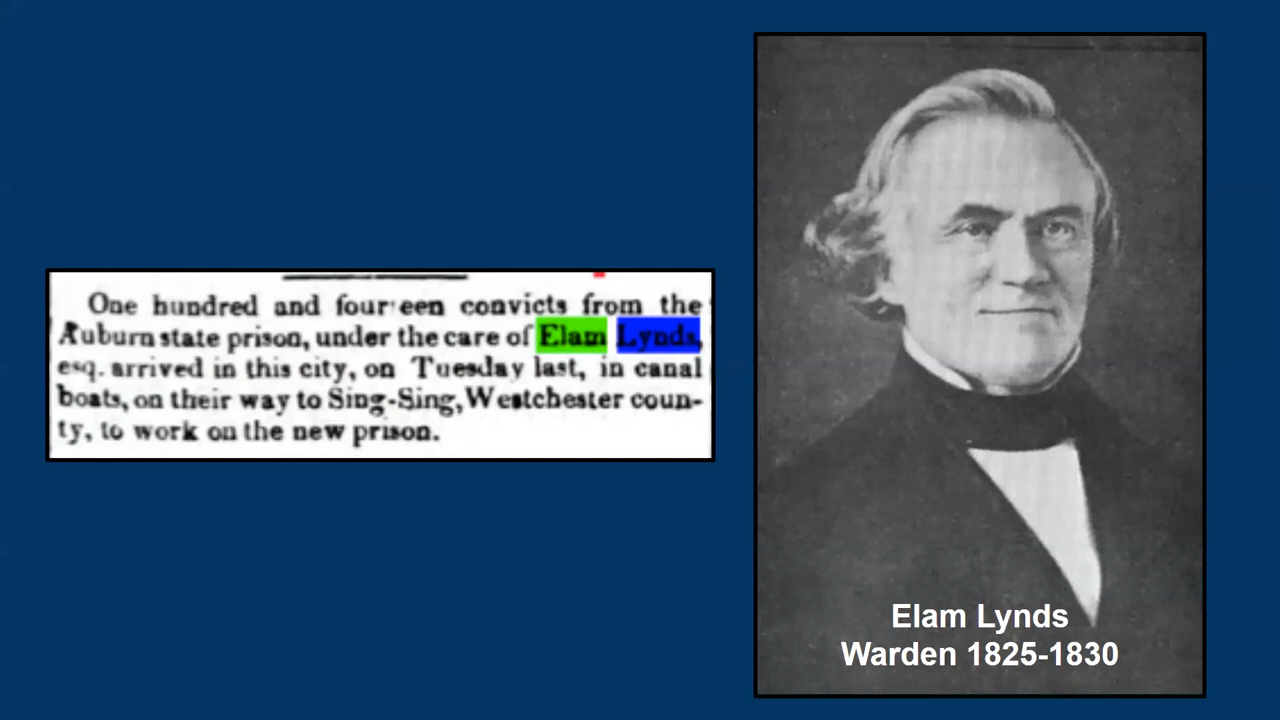 One hundred and four een convicts from the
Auburn state prison, under the care of Elam Lynds,
esq. arrived in this city, on Tuesday last, in canal
boats, on their way to Sing-Sing, Westchester coun-
ty, to work on the new prison.
Elam Lynds
Warden 1825-1830